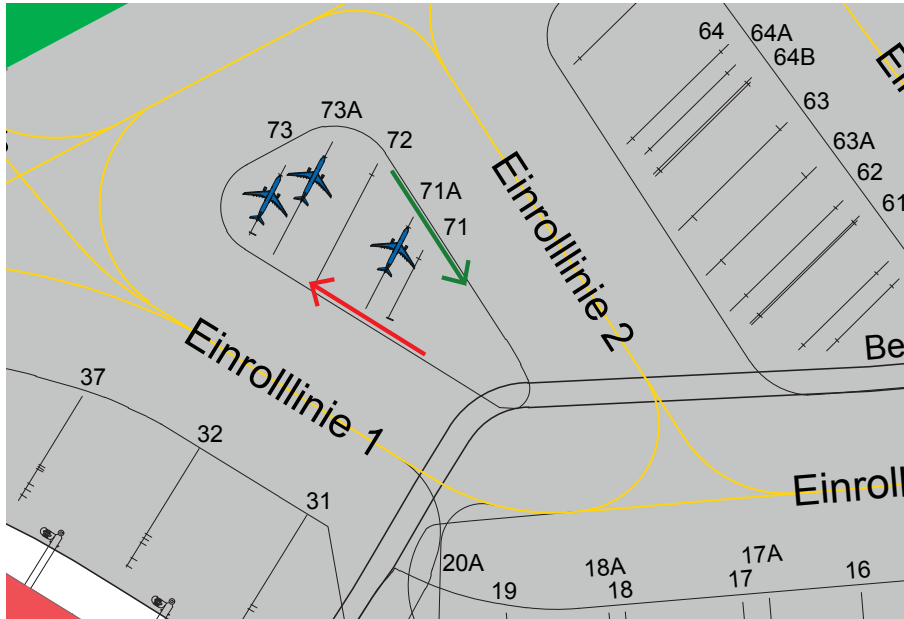 64
64A
64B
63
63A
62
61
73A
73
72
71A
71
Einrolllinie 2
Einrolllinie 1
37
32
31
Be
Einroll
20A
19
18A
18
17A
17
16